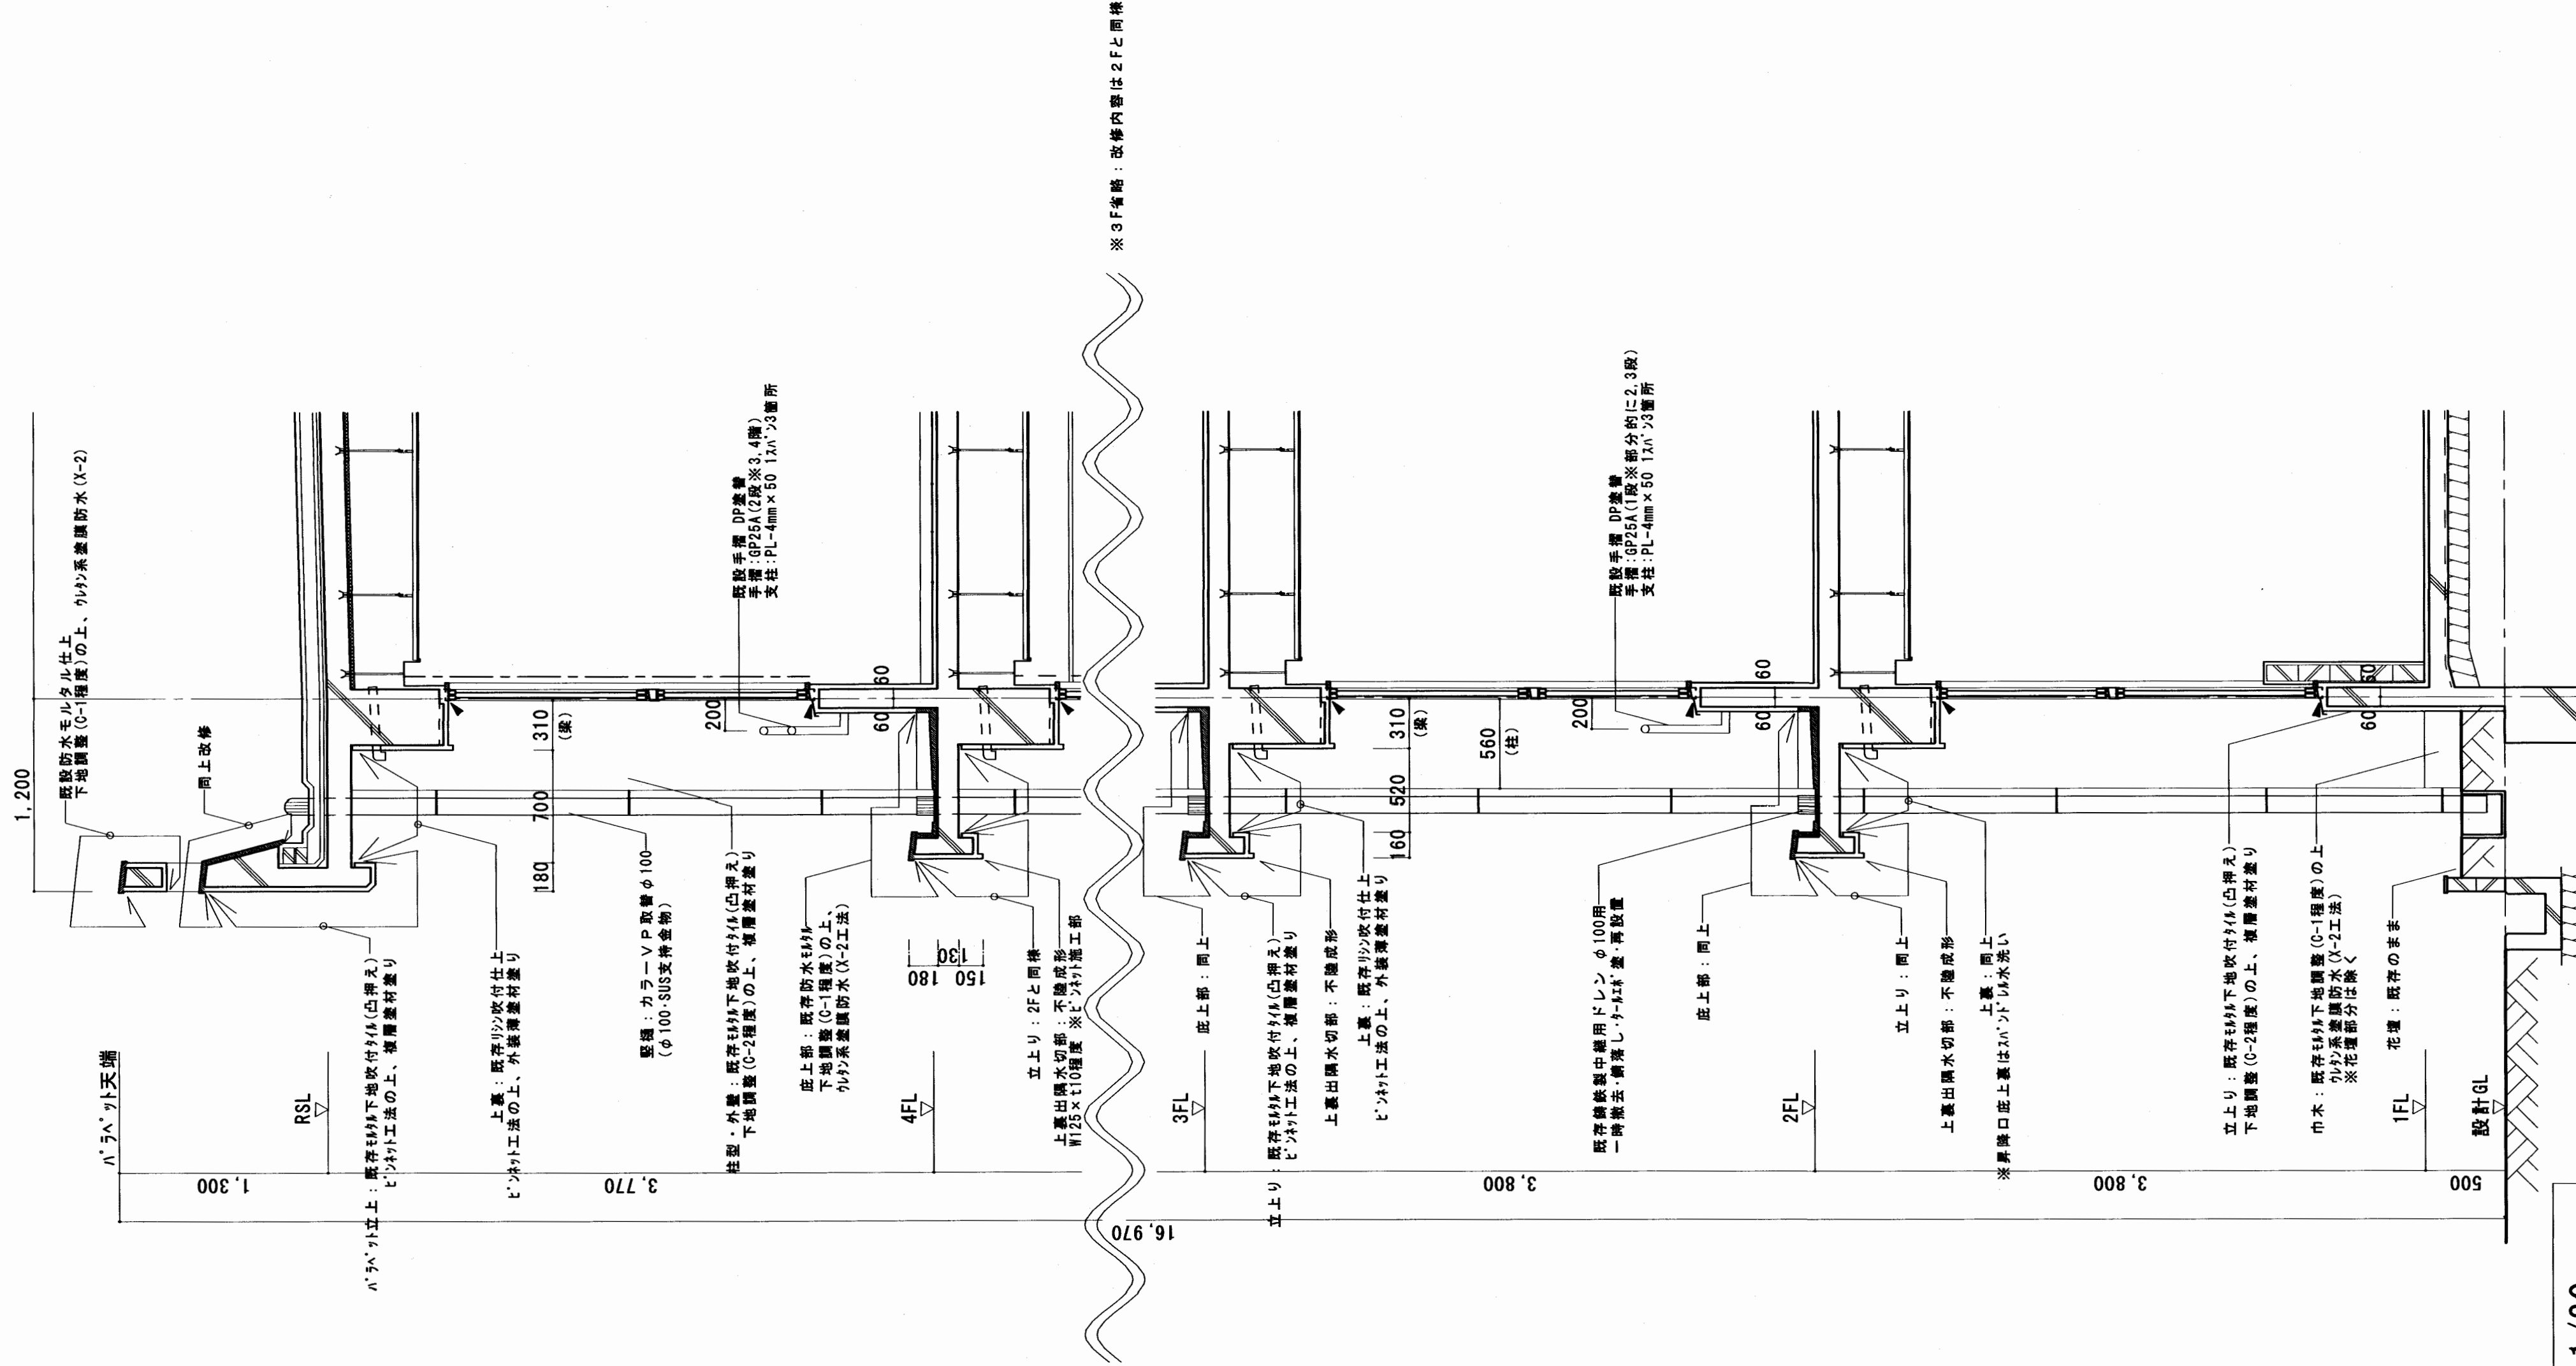 ※３Ｆ省略：改修内容は２Ｆと同様
1,200
既設防水モルタル仕上
下地調整(C-1程度)の上、ウレタン系塗膜防水(X-2)
同上改修
パラペット立上：既存モルタル下地吹付タイル(凸押え)
ピンネット工法の上、複層塗材塗り
上裏：既存リシン吹付仕上
ピンネット工法の上、外装薄塗材塗り
180
700
310
(梁)
竪樋：カラーＶＰ取替φ100
(φ100･SUS支持金物)
柱型・外壁：既存モルタル下地吹付タイル(凸押え)
下地調整(C-2程度)の上、複層塗材塗り
200
既設手摺 DP塗替
手摺：GP25A(2段※3,4階)
支柱：PL-4mm×50 1スパン3箇所
庇上部：既存防水モルタル
下地調整(C-1程度)の上、
ウレタン系塗膜防水(X-2工法)
60
60
180
180
130
150
立上り：2Fと同様
上裏出隅水切部：不陸成形
W125×t10程度 ※ピンネット施工部
庇上部：同上
立上り：既存モルタル下地吹付タイル(凸押え)
ピンネット工法の上、複層塗材塗り
上裏出隅水切部：不陸成形
上裏：既存リシン吹付仕上
ピンネット工法の上、外装薄塗材塗り
160
520
310
(梁)
560
(柱)
200
既設手摺 DP塗替
手摺：GP25A(1段※部分的に2,3段)
支柱：PL-4mm×50 1スパン3箇所
既存鋳鉄製中継用ドレン φ100用
一時撤去･錆落し･タールエポ塗･再設置
庇上部：同上
60
60
立上り：同上
上裏出隅水切部：不陸成形
上裏：同上
※昇降口庇上裏はスパンドレル水洗い
立上り：既存モルタル下地吹付タイル(凸押え)
下地調整(C-2程度)の上、複層塗材塗り
巾木：既存モルタル下地調整(C-1程度)の上
ウレタン系塗膜防水(X-2工法)
※花壇部分は除く
花壇：既存のまま
60
60
パラペット天端
RSL
4FL
3FL
2FL
1FL
設計GL
1,300
3,770
3,800
3,800
500
16,970